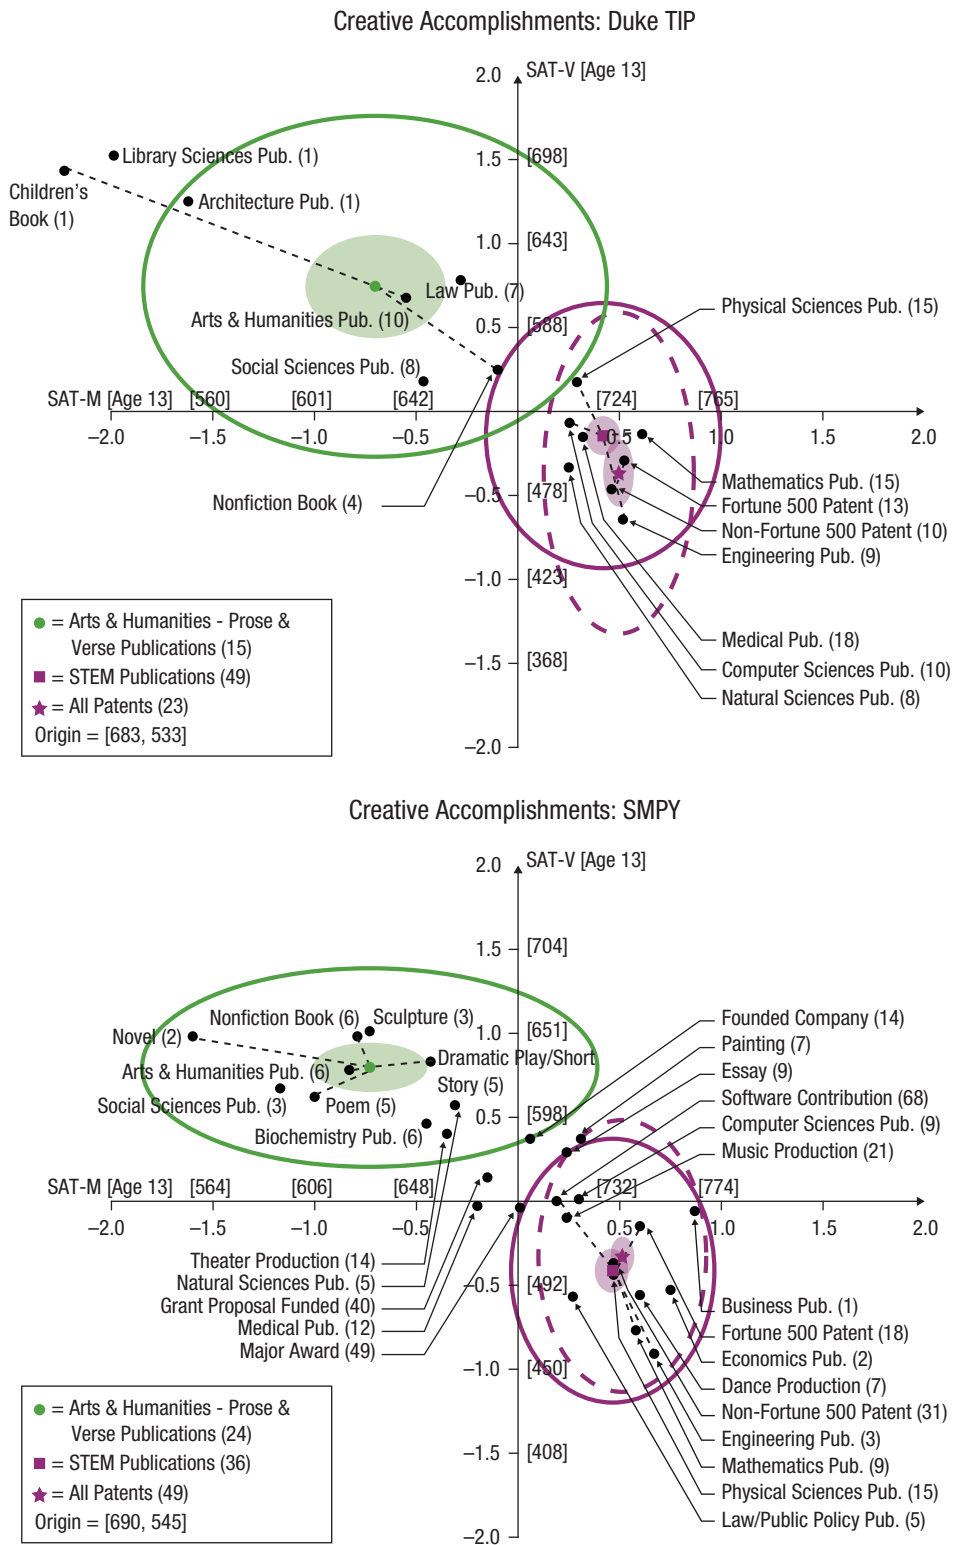 Creative Accomplishments: Duke TIP
2.0
SAT-V [Age 13]
Library Sciences Pub. (1)
1.5
[698]
Children's
Book (1)
Architecture Pub. (1)
1.0
[643]
Law Pub. (7)
Physical Sciences Pub. (15)
Arts & Humanities Pub. (10)
0.5
[588]
Social Sciences Pub. (8)
SAT-M [Age 13]
[560]
[601]
[642]
[724]
[765]
–2.0
–1.5
–1.0
–0.5
0.5
1.0
1.5
2.0
Mathematics Pub. (15)
Nonfiction Book (4)
–0.5
[478]
Fortune 500 Patent (13)
Non-Fortune 500 Patent (10)
Engineering Pub. (9)
–1.0
[423]
= Arts & Humanities - Prose &
Verse Publications (15)
= STEM Publications (49)
= All Patents (23)
Origin = [683, 533]
Medical Pub. (18)
–1.5
[368]
Computer Sciences Pub. (10)
Natural Sciences Pub. (8)
–2.0
Creative Accomplishments: SMPY
2.0
SAT-V [Age 13]
1.5
[704]
Nonfiction Book (6)
Sculpture (3)
Founded Company (14)
Novel (2)
1.0
[651]
Painting (7)
Dramatic Play/Short
Story (5)
Arts & Humanities Pub. (6)
Essay (9)
Social Sciences Pub. (3)
Poem (5)
Software Contribution (68)
0.5
[598]
Computer Sciences Pub. (9)
Biochemistry Pub. (6)
Music Production (21)
SAT-M [Age 13]
[564]
[606]
[648]
[732]
[774]
–2.0
–1.5
–1.0
–0.5
0.5
1.0
1.5
2.0
Theater Production (14)
Natural Sciences Pub. (5)
–0.5
[492]
Grant Proposal Funded (40)
Business Pub. (1)
Medical Pub. (12)
Fortune 500 Patent (18)
Major Award (49)
Economics Pub. (2)
–1.0
[450]
Dance Production (7)
Non-Fortune 500 Patent (31)
Engineering Pub. (3)
–1.5
[408]
Mathematics Pub. (9)
Physical Sciences Pub. (15)
Law/Public Policy Pub. (5)
–2.0
= Arts & Humanities - Prose &
Verse Publications (24)
= STEM Publications (36)
= All Patents (49)
Origin = [690, 545]